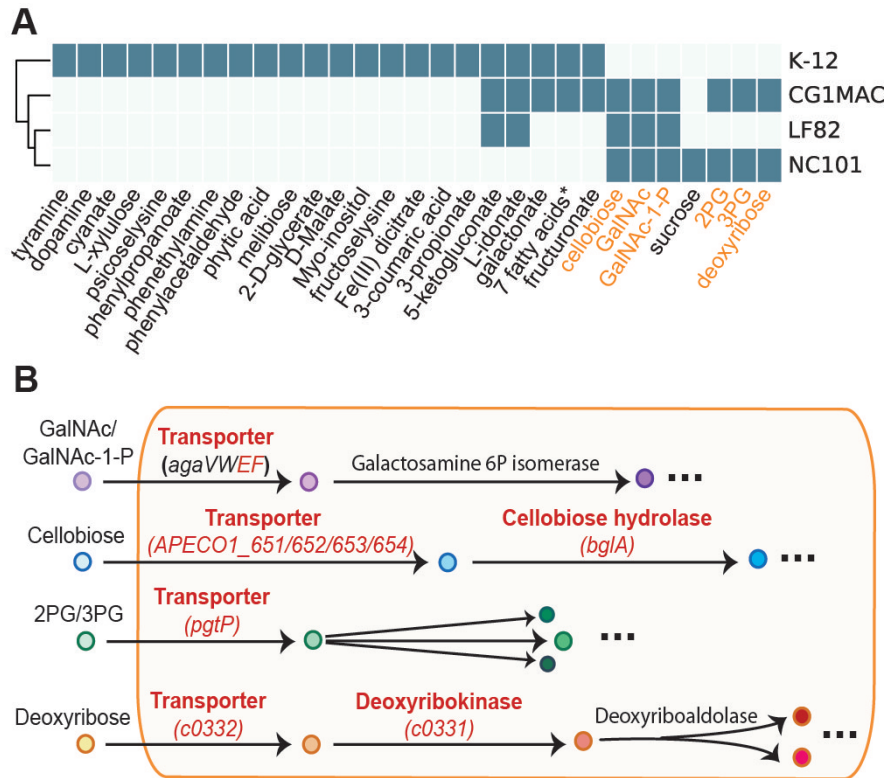 A
K-12
CG1MAC
LF82
NC101
tyramine
dopamine
cyanate
L-xylulose
psicoselysine
phenylpropanoate
phenethylamine
phenylacetaldehyde
phytic acid
melibiose
2-D-glycerate
D-Malate
Myo-inositol
fructoselysine
Fe(III) dicitrate
3-coumaric acid
3-propionate
5-ketogluconate
L-idonate
galactonate
7 fatty acids*
fructuronate
cellobiose
GalNAc
GalNAc-1-P
sucrose
2PG
3PG
deoxyribose
B
GalNAc/
GalNAc-1-P
Transporter
(agaVWEF)
Galactosamine 6P isomerase
...
Cellobiose
Transporter
(APECO1_651/652/653/654)
Cellobiose hydrolase
(bglA)
...
2PG/3PG
Transporter
(pgtP)
...
Deoxyribose
Transporter
(c0332)
Deoxyribokinase
(c0331)
Deoxyriboaldolase
...